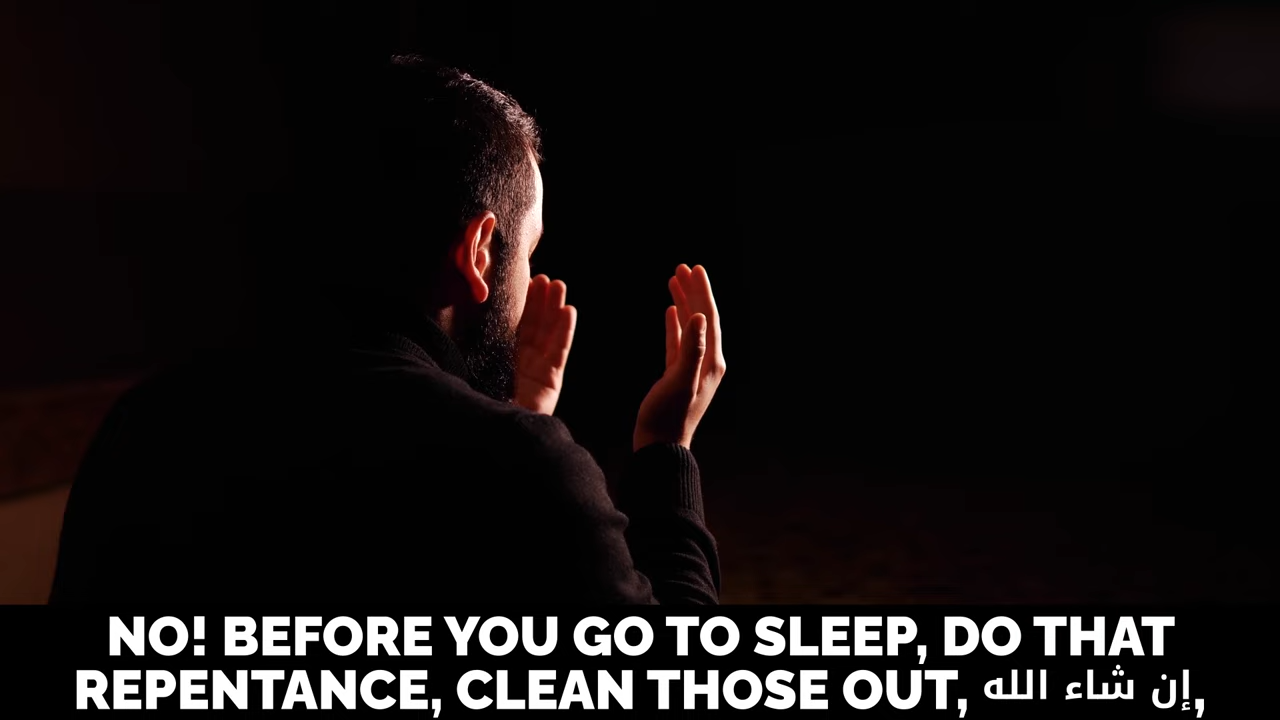 NO! BEFORE YOU GO TO SLEEP, DO THAT
REPENTANCE, CLEAN THOSE OUT, إن شاء الله,